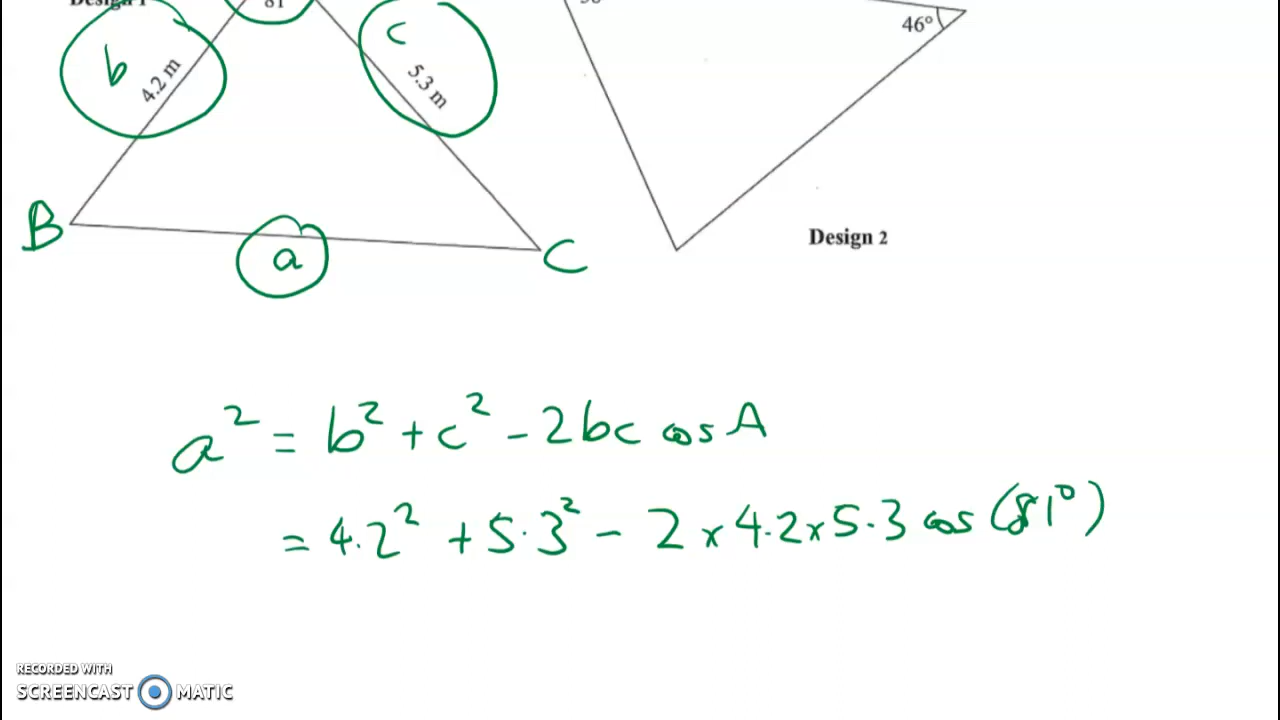 81
b
4.2 m
c
5.3 m
46°
B
a
C
Design 2
a² = b² + c² - 2bc cos A
= 4.2² + 5.3² - 2 × 4.2 × 5.3 cos (81°)
RECORDED WITH
SCREENCAST MATIC